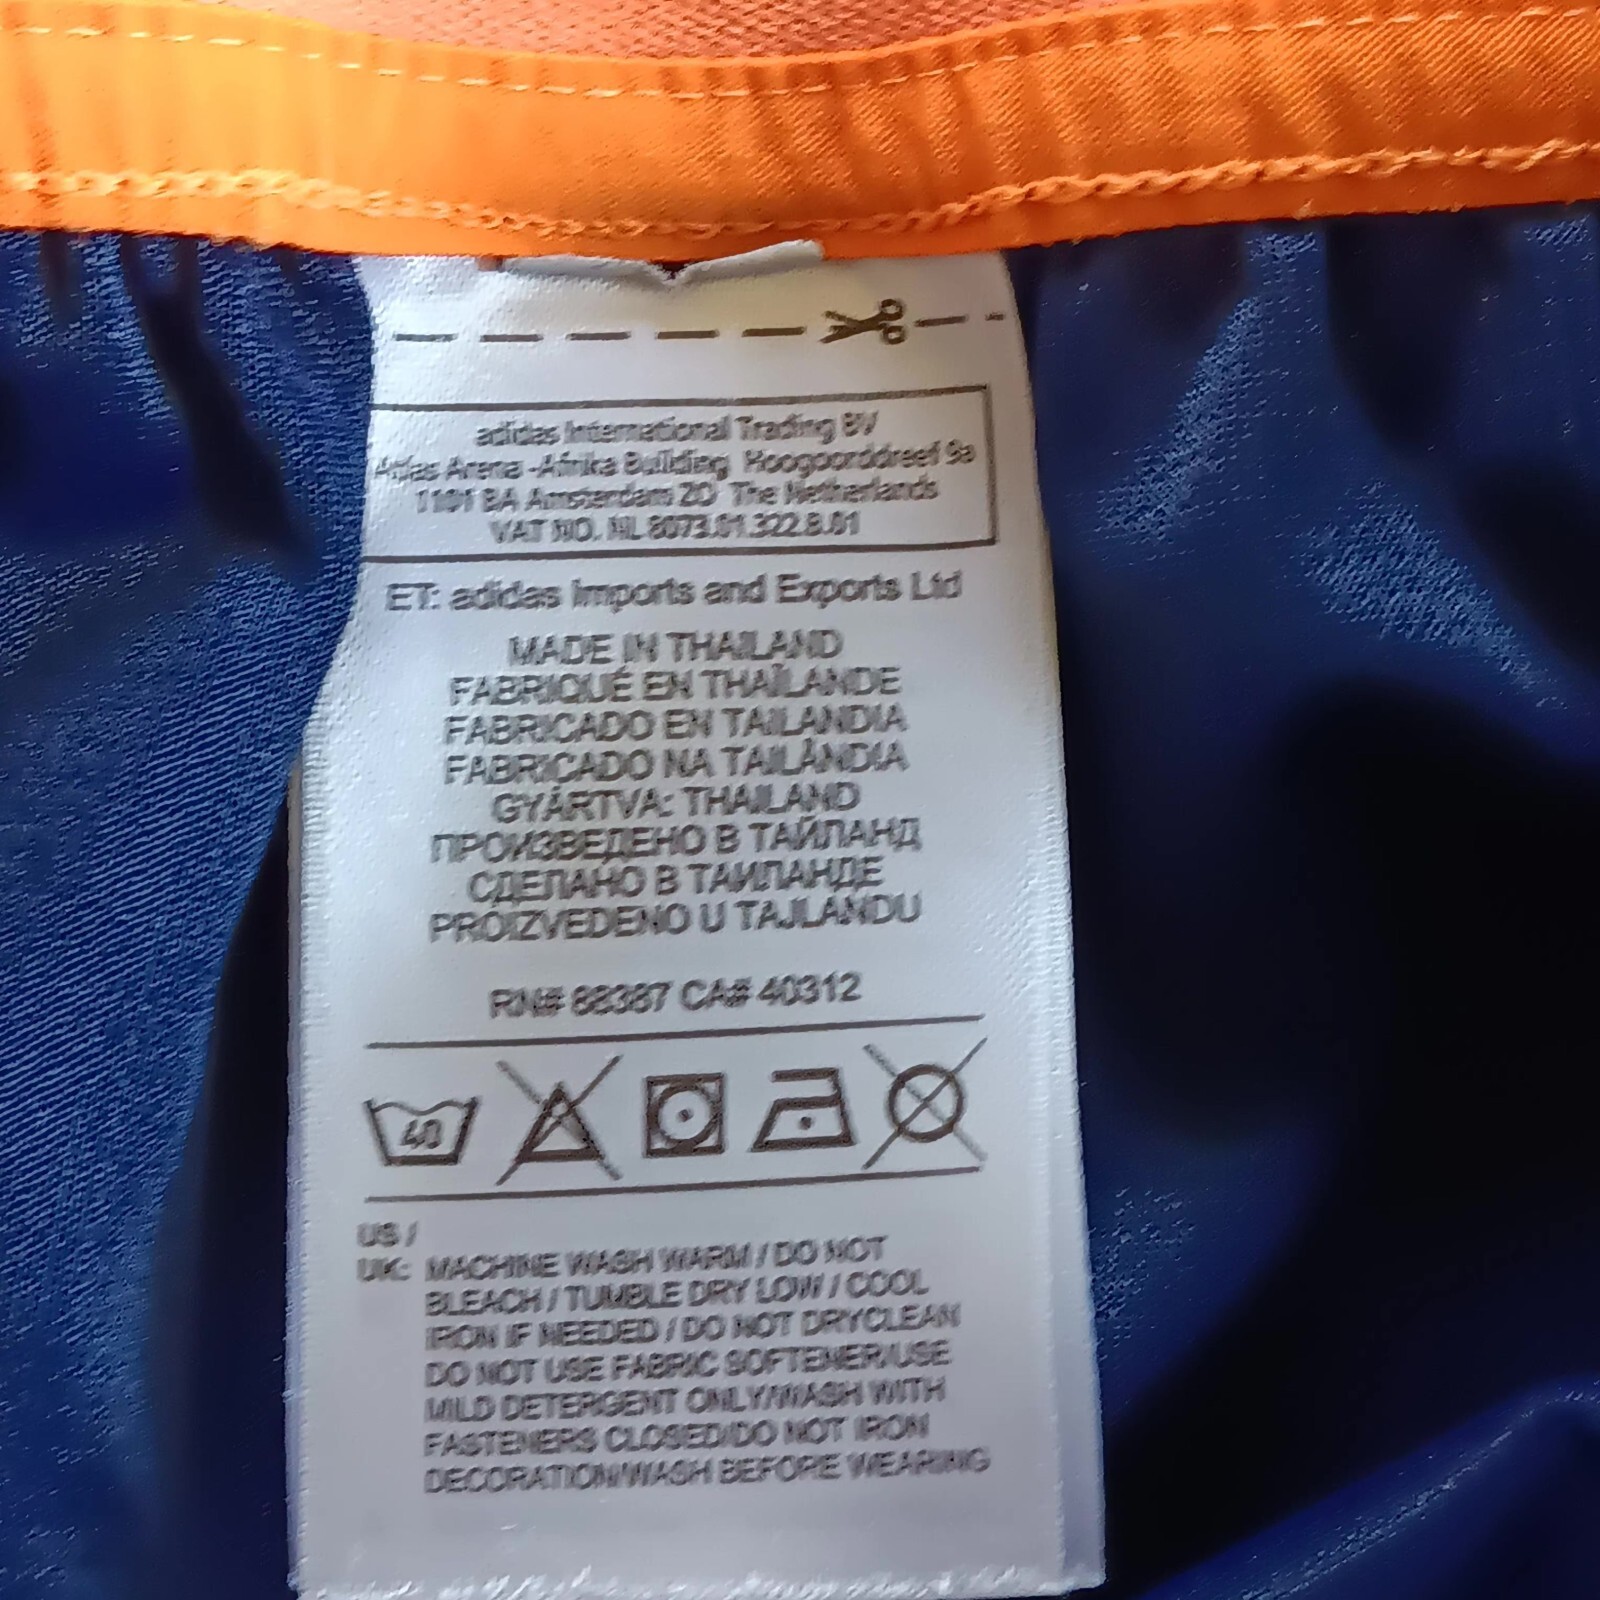 adidas International Trading BV
Atlas Arena -Afrika Building Hoogoorddreef 9a
1101 BA Amsterdam ZO The Netherlands
VAT NO. NL 8073.01.322.B.01
ET: adidas Imports and Exports Ltd
MADE IN THAILAND
FABRIQUÉ EN THAÏLANDE
FABRICADO EN TAILANDIA
FABRICADO NA TAILÂNDIA
GYÁRTVA: THAILAND
ПРОИЗВЕДЕНО В ТАЙЛАНД
СДЕЛАНО В ТАИЛАНДЕ
PROIZVEDENO U TAJLANDU
RN# 88387 CA# 40312
40
US /
UK: MACHINE WASH WARM / DO NOT
BLEACH / TUMBLE DRY LOW / COOL
IRON IF NEEDED / DO NOT DRYCLEAN
DO NOT USE FABRIC SOFTENER/USE
MILD DETERGENT ONLY/WASH WITH
FASTENERS CLOSED/DO NOT IRON
DECORATION/WASH BEFORE WEARING